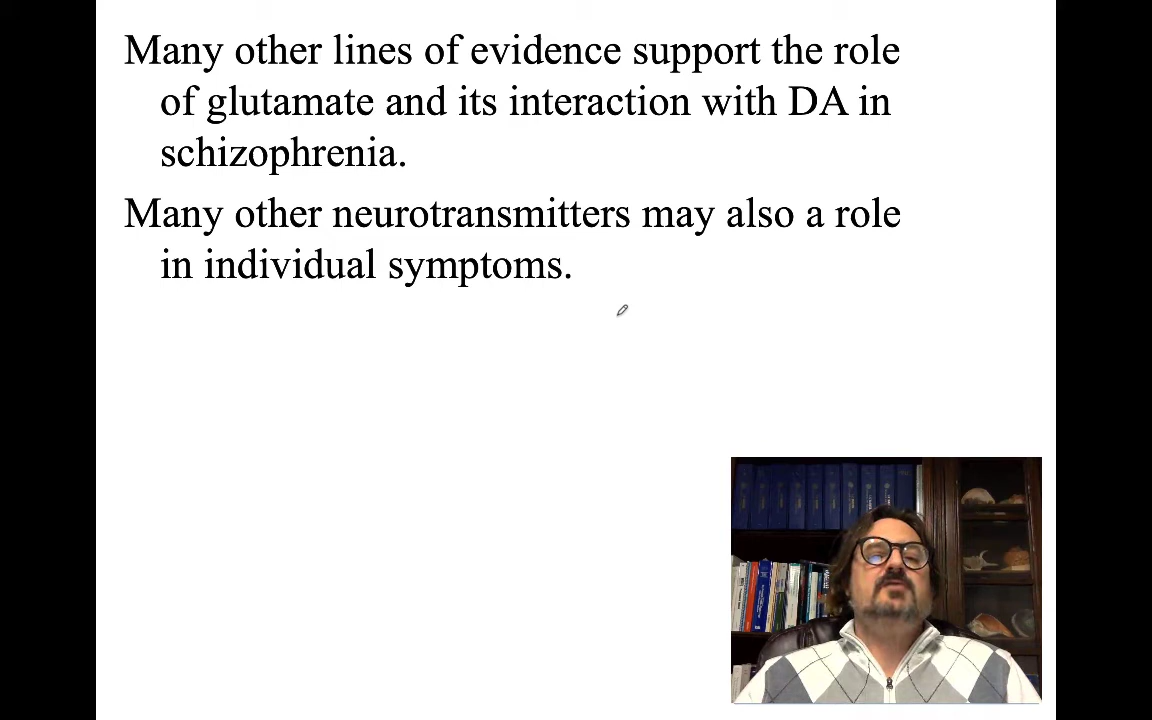 Many other lines of evidence support the role
of glutamate and its interaction with DA in
schizophrenia.
Many other neurotransmitters may also a role
in individual symptoms.